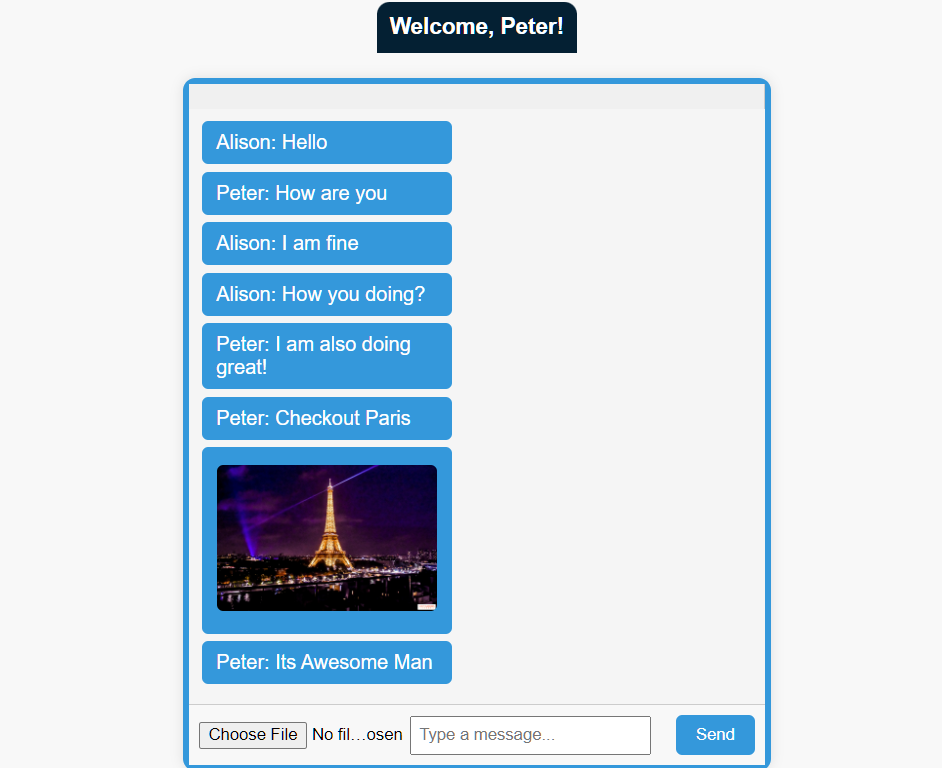 Welcome, Peter!
Alison: Hello
Peter: How are you
Alison: I am fine
Alison: How you doing?
Peter: I am also doing
great!
Peter: Checkout Paris
Peter: Its Awesome Man
Choose File No fil...osen Type a message... Send